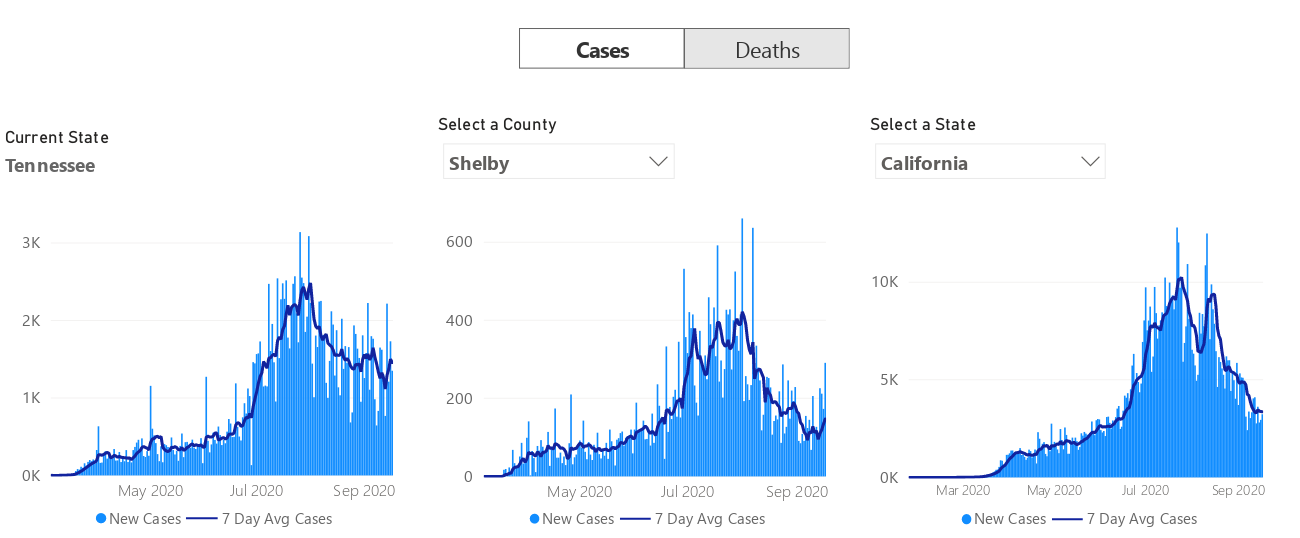 Cases Deaths
Current State
Tennessee
Select a County
Shelby
Select a State
California
3K
2K
1K
0K
May 2020 Jul 2020 Sep 2020
New Cases 7 Day Avg Cases
600
400
200
0
May 2020 Jul 2020 Sep 2020
New Cases 7 Day Avg Cases
10K
5K
0K
Mar 2020 May 2020 Jul 2020 Sep 2020
New Cases 7 Day Avg Cases